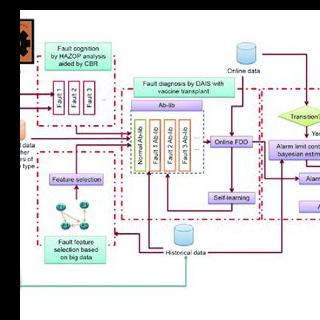 Fault cognition
by HAZOP analysis
aided by CBR
Fault 1
Fault 2
Fault 3
Online data
Fault diagnosis by DAIS with
vaccine transplant
Ab-lib
Normal Ab-lib
Fault 1 Ab-lib
Fault 2 Ab-lib
Fault 3 Ab-lib
Online FDD
Self-learning
Transition?
Yes
Alarm limit cont
bayesian estim
Alarm
A
data
her
es of
type
Feature selection
Fault feature
selection based
on big data
Historical data